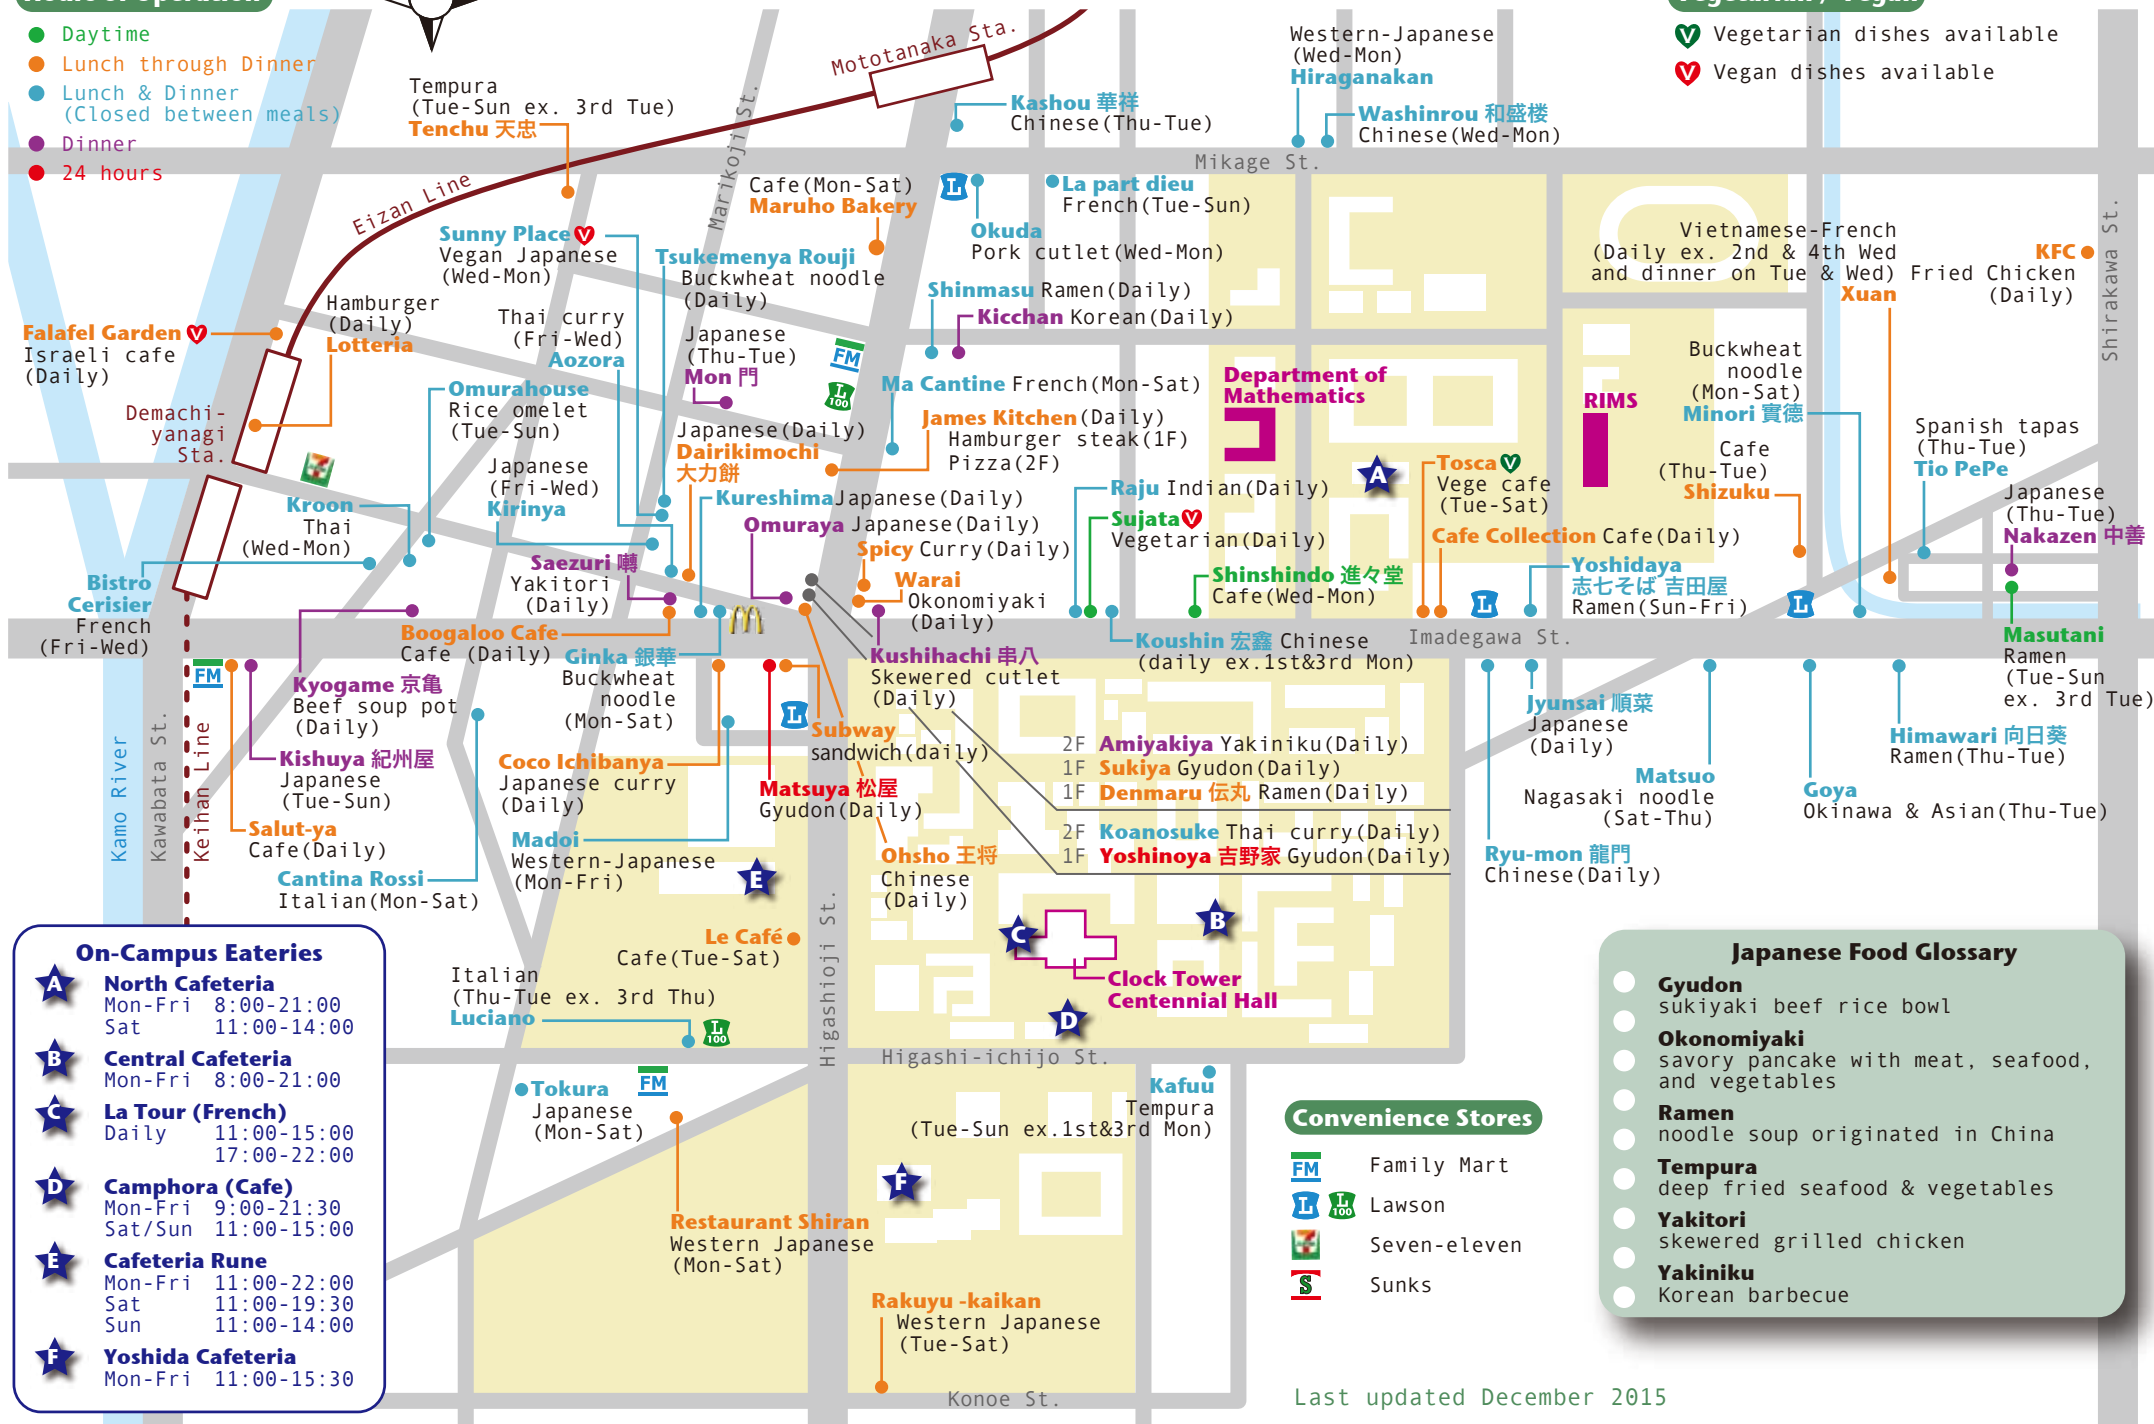 Hours of Operation
Daytime
Lunch through Dinner
Lunch & Dinner
(Closed between meals)
Dinner
24 hours
Vegetarian / Vegan
V Vegetarian dishes available
V Vegan dishes available
Mototanaka Sta.
Eizan Line
Marikoji St.
Mikage St.
Shirakawa St.
Tempura
(Tue-Sun ex. 3rd Tue)
Tenchu 天忠
Kashou 華祥
Chinese(Thu-Tue)
Western-Japanese
(Wed-Mon)
Hiraganakan
Washinrou 和盛楼
Chinese(Wed-Mon)
Cafe(Mon-Sat)
Maruho Bakery
L
La part dieu
French(Tue-Sun)
Okuda
Pork cutlet(Wed-Mon)
Sunny Place V
Vegan Japanese
(Wed-Mon)
Tsukemenya Rouji
Buckwheat noodle
(Daily)
Vietnamese-French
(Daily ex. 2nd & 4th Wed
and dinner on Tue & Wed)
Xuan
KFC
Fried Chicken
(Daily)
Shinmasu Ramen(Daily)
Kicchan Korean(Daily)
Falafel Garden V
Israeli cafe
(Daily)
Hamburger
(Daily)
Lotteria
Thai curry
(Fri-Wed)
Aozora
Japanese
(Thu-Tue)
Mon 門
FM
L
100
Ma Cantine French(Mon-Sat)
Department of
Mathematics
RIMS
Buckwheat
noodle
(Mon-Sat)
Minori 實德
Demachi-
yanagi
Sta.
Omurahouse
Rice omelet
(Tue-Sun)
James Kitchen(Daily)
Hamburger steak(1F)
Pizza(2F)
Japanese(Daily)
Dairikimochi
大力餅
Spanish tapas
(Thu-Tue)
Tio PePe
Cafe
(Thu-Tue)
Shizuku
A
Tosca V
Vege cafe
(Tue-Sat)
Japanese
(Fri-Wed)
Kirinya
Kroon
Thai
(Wed-Mon)
Kureshima Japanese(Daily)
Raju Indian(Daily)
Japanese
(Thu-Tue)
Nakazen 中善
Omuraya Japanese(Daily)
Sujata V
Vegetarian(Daily)
Cafe Collection Cafe(Daily)
Spicy Curry(Daily)
Saezuri 囀
Yakitori
(Daily)
Warai
Okonomiyaki
(Daily)
Shinshindo 進々堂
Cafe(Wed-Mon)
Yoshidaya
志七そば 吉田屋
Ramen(Sun-Fri)
L
L
Bistro
Cerisier
French
(Fri-Wed)
Boogaloo Cafe
Cafe (Daily)
Ginka 銀華
Buckwheat
noodle
(Mon-Sat)
Kushihachi 串八
Skewered cutlet
(Daily)
Koushin 宏鑫 Chinese
(daily ex.1st&3rd Mon)
Imadegawa St.
Masutani
Ramen
(Tue-Sun
ex. 3rd Tue)
FM
Kyogame 京亀
Beef soup pot
(Daily)
Kishuya 紀州屋
Japanese
(Tue-Sun)
L
Subway
sandwich(daily)
Jyunsai 順菜
Japanese
(Daily)
Himawari 向日葵
Ramen(Thu-Tue)
Coco Ichibanya
Japanese curry
(Daily)
Matsuya 松屋
Gyudon(Daily)
2F Amiyakiya Yakiniku(Daily)
1F Sukiya Gyudon(Daily)
1F Denmaru 伝丸 Ramen(Daily)
2F Koanosuke Thai curry(Daily)
1F Yoshinoya 吉野家 Gyudon(Daily)
Matsuo
Nagasaki noodle
(Sat-Thu)
Goya
Okinawa & Asian(Thu-Tue)
Kamo River
Kawabata St.
Keihan Line
Salut-ya
Cafe(Daily)
Madoi
Western-Japanese
(Mon-Fri)
Ohsho 王将
Chinese
(Daily)
Ryu-mon 龍門
Chinese(Daily)
Cantina Rossi
Italian(Mon-Sat)
E
B
C
D
Le Café
Cafe(Tue-Sat)
Higashioji St.
Clock Tower
Centennial Hall
Italian
(Thu-Tue ex. 3rd Thu)
Luciano
L
100
Higashi-ichijo St.
Tokura
Japanese
(Mon-Sat)
FM
Kafuu
Tempura
(Tue-Sun ex.1st&3rd Mon)
F
Restaurant Shiran
Western Japanese
(Mon-Sat)
Rakuyu -kaikan
Western Japanese
(Tue-Sat)
Konoe St.
On-Campus Eateries
A North Cafeteria
Mon-Fri 8:00-21:00
Sat 11:00-14:00
B Central Cafeteria
Mon-Fri 8:00-21:00
C La Tour (French)
Daily 11:00-15:00
17:00-22:00
D Camphora (Cafe)
Mon-Fri 9:00-21:30
Sat/Sun 11:00-15:00
E Cafeteria Rune
Mon-Fri 11:00-22:00
Sat 11:00-19:30
Sun 11:00-14:00
F Yoshida Cafeteria
Mon-Fri 11:00-15:30
Convenience Stores
FM Family Mart
L L 100 Lawson
Seven-eleven
S Sunks
Japanese Food Glossary
Gyudon
sukiyaki beef rice bowl
Okonomiyaki
savory pancake with meat, seafood,
and vegetables
Ramen
noodle soup originated in China
Tempura
deep fried seafood & vegetables
Yakitori
skewered grilled chicken
Yakiniku
Korean barbecue
Last updated December 2015